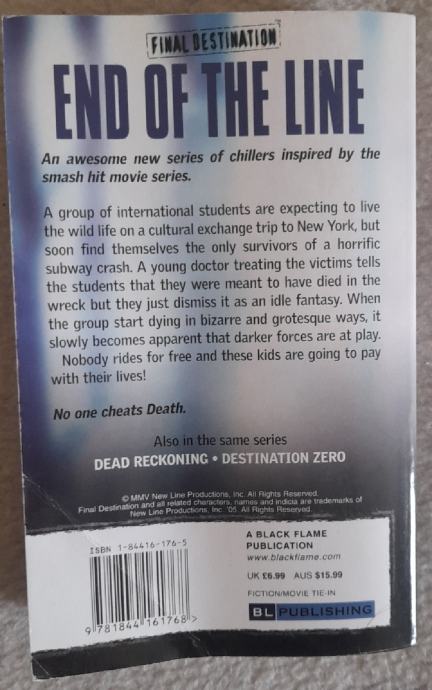 FINAL DESTINATION
END OF THE LINE
An awesome new series of chillers inspired by the
smash hit movie series.
A group of international students are expecting to live
the wild life on a cultural exchange trip to New York, but
soon find themselves the only survivors of a horrific
subway crash. A young doctor treating the victims tells
the students that they were meant to have died in the
wreck but they just dismiss it as an idle fantasy. When
the group start dying in bizarre and grotesque ways, it
slowly becomes apparent that darker forces are at play.
Nobody rides for free and these kids are going to pay
with their lives!
No one cheats Death.
Also in the same series
DEAD RECKONING • DESTINATION ZERO
© MMV New Line Productions, Inc. All Rights Reserved.
Final Destination and all related characters, names and indicia are trademarks of
New Line Productions, Inc. '05. All Rights Reserved.
ISBN 1-84416-176-5
9 781844 161768 >
A BLACK FLAME
PUBLICATION
www.blackflame.com
UK £6.99 AUS $15.99
FICTION/MOVIE TIE-IN
BL PUBLISHING